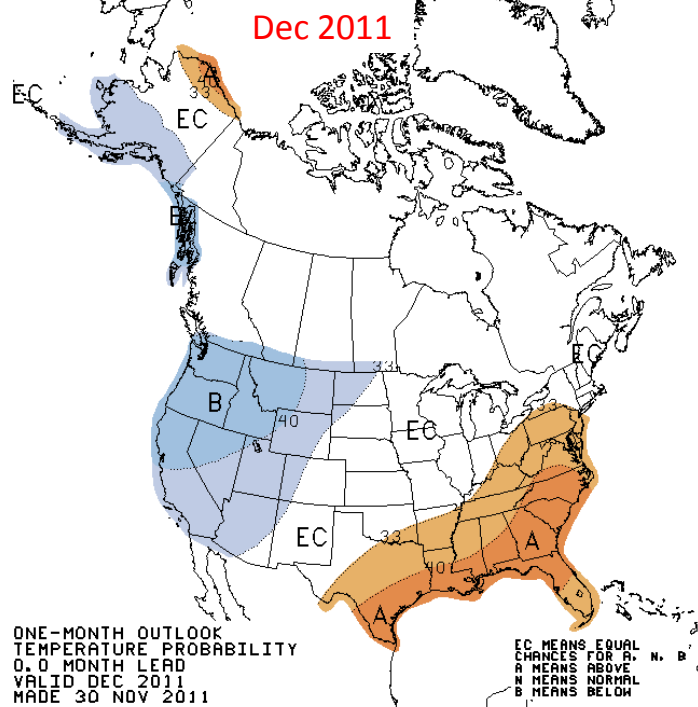 Dec 2011
A
40
33
EC
EC
B
EC
33
B
40
EC
EC
33
A
40
A
ONE-MONTH OUTLOOK
TEMPERATURE PROBABILITY
0.0 MONTH LEAD
VALID DEC 2011
MADE 30 NOV 2011
EC MEANS EQUAL
CHANCES FOR A, N, B
A MEANS ABOVE
N MEANS NORMAL
B MEANS BELOW